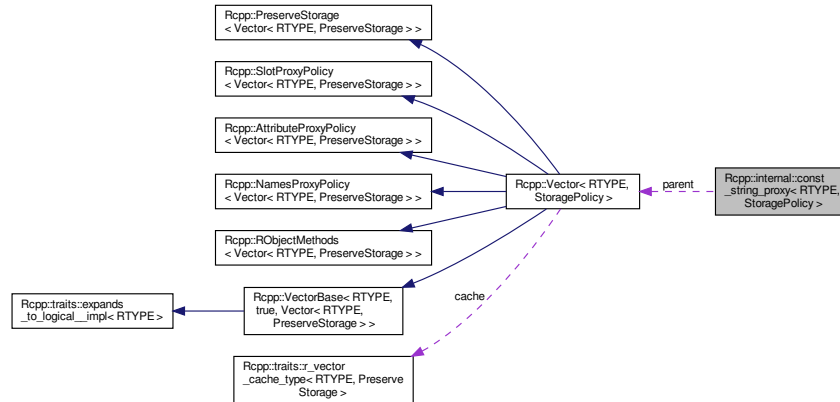 Rcpp::PreserveStorage
< Vector< RTYPE, PreserveStorage > >
Rcpp::SlotProxyPolicy
< Vector< RTYPE, PreserveStorage > >
Rcpp::AttributeProxyPolicy
< Vector< RTYPE, PreserveStorage > >
Rcpp::NamesProxyPolicy
< Vector< RTYPE, PreserveStorage > >
Rcpp::RObjectMethods
< Vector< RTYPE, PreserveStorage > >
Rcpp::traits::expands
_to_logical__impl< RTYPE >
Rcpp::VectorBase< RTYPE,
true, Vector< RTYPE,
PreserveStorage > >
Rcpp::traits::r_vector
_cache_type< RTYPE, Preserve
Storage >
cache
Rcpp::Vector< RTYPE,
StoragePolicy >
parent
Rcpp::internal::const
_string_proxy< RTYPE,
StoragePolicy >